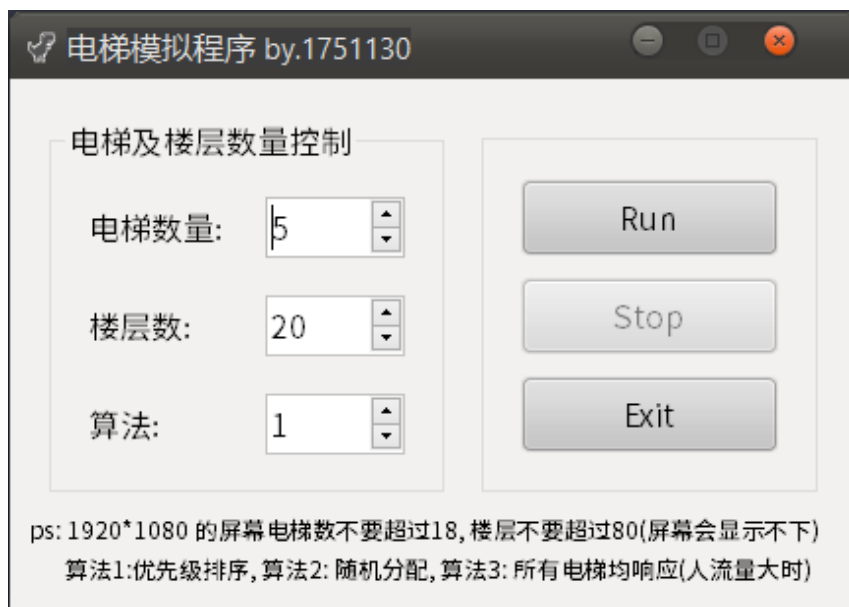 电梯模拟程序 by.1751130
电梯及楼层数量控制
电梯数量: 5
楼层数: 20
算法: 1
Run
Stop
Exit
ps: 1920*1080 的屏幕电梯数不要超过18, 楼层不要超过80(屏幕会显示不下)
算法1:优先级排序, 算法2: 随机分配, 算法3: 所有电梯均响应(人流量大时)